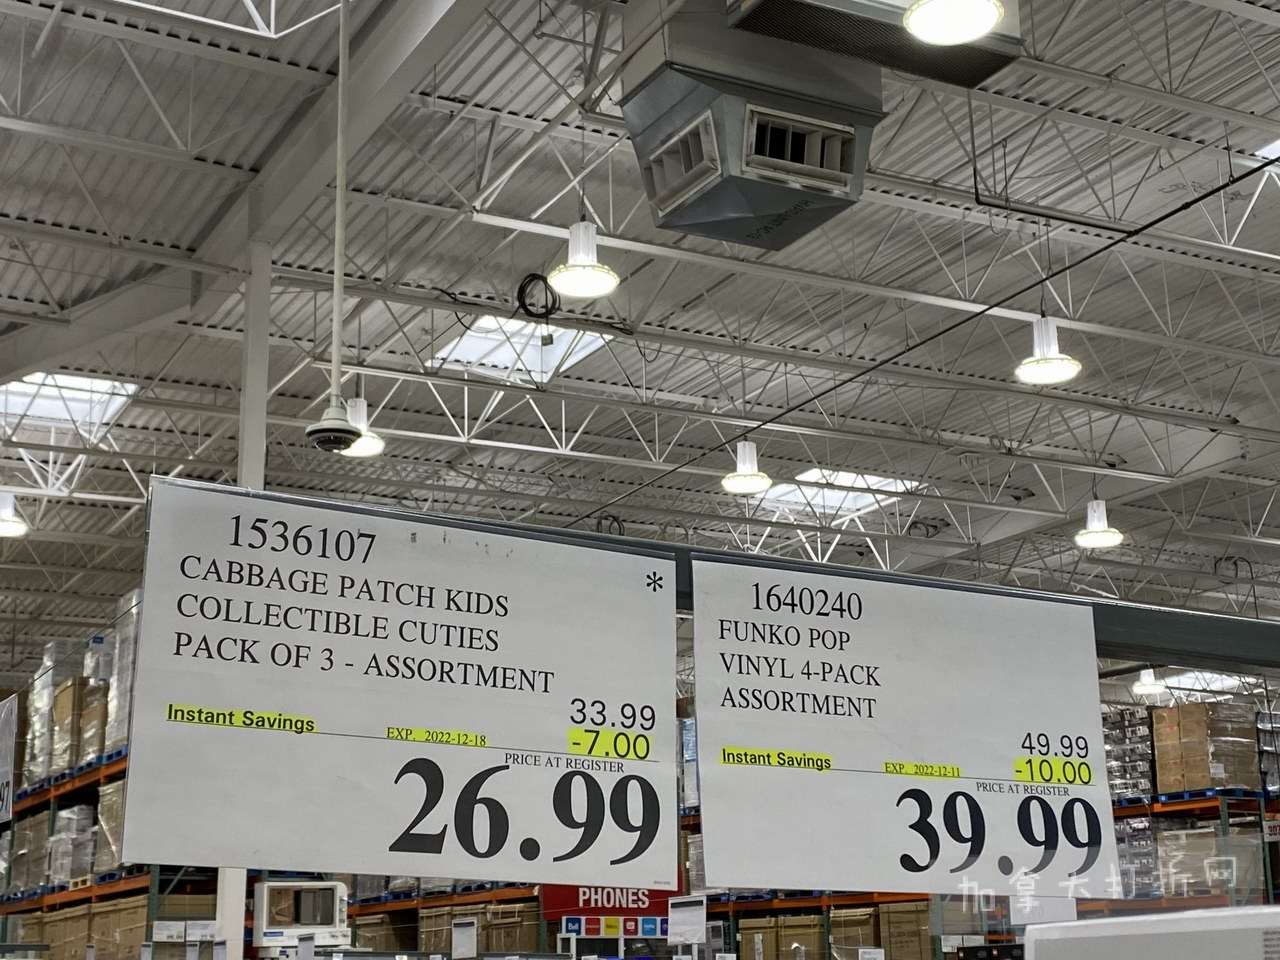 1536107
*
CABBAGE PATCH KIDS
COLLECTIBLE CUTIES
PACK OF 3 - ASSORTMENT
33.99
Instant Savings EXP. 2022-12-18 -7.00
PRICE AT REGISTER
26.99
1640240
FUNKO POP
VINYL 4-PACK
ASSORTMENT
49.99
Instant Savings EXP. 2022-12-11 -10.00
PRICE AT REGISTER
39.99
PHONES
Bell
加拿大打折网